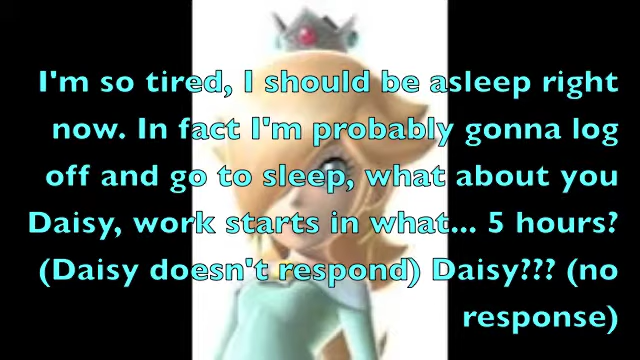 I'm so tired, I should be asleep right
now. In fact I'm probably gonna log
off and go to sleep, what about you
Daisy, work starts in what... 5 hours?
(Daisy doesn't respond) Daisy??? (no
response)